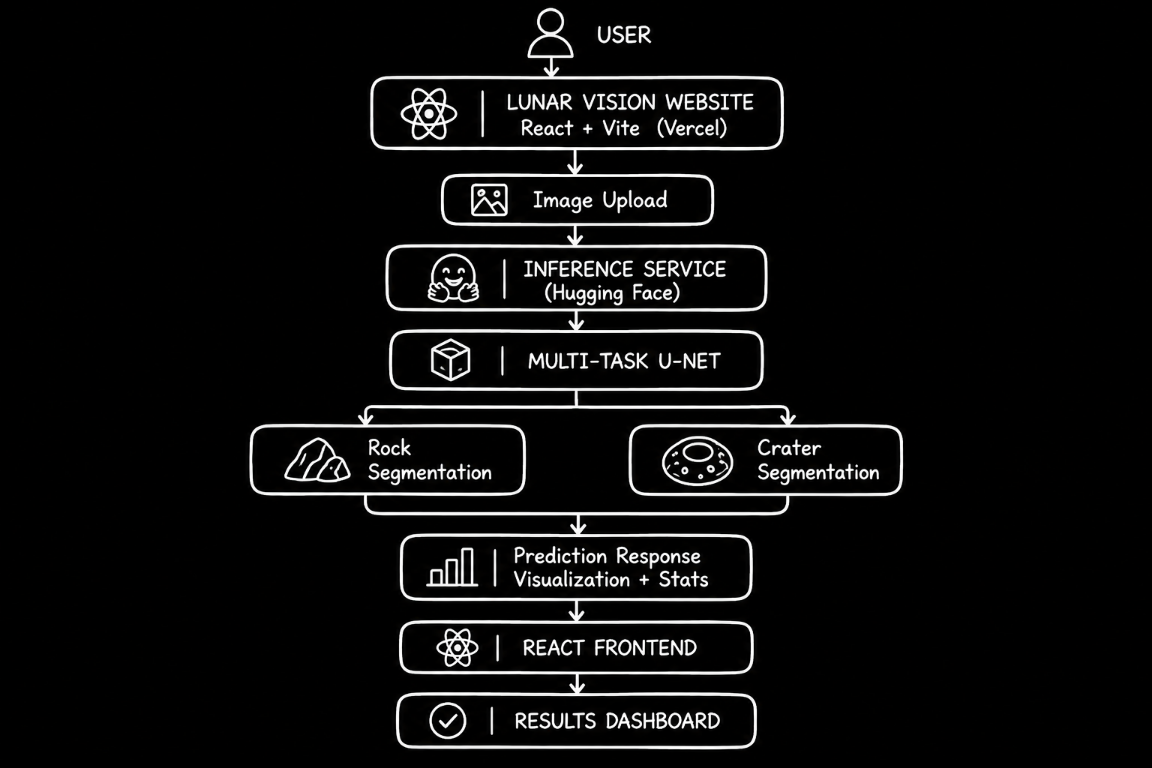 USER
LUNAR VISION WEBSITE
React + Vite (Vercel)
Image Upload
INFERENCE SERVICE
(Hugging Face)
MULTI-TASK U-NET
Rock
Segmentation
Crater
Segmentation
Prediction Response
Visualization + Stats
REACT FRONTEND
RESULTS DASHBOARD